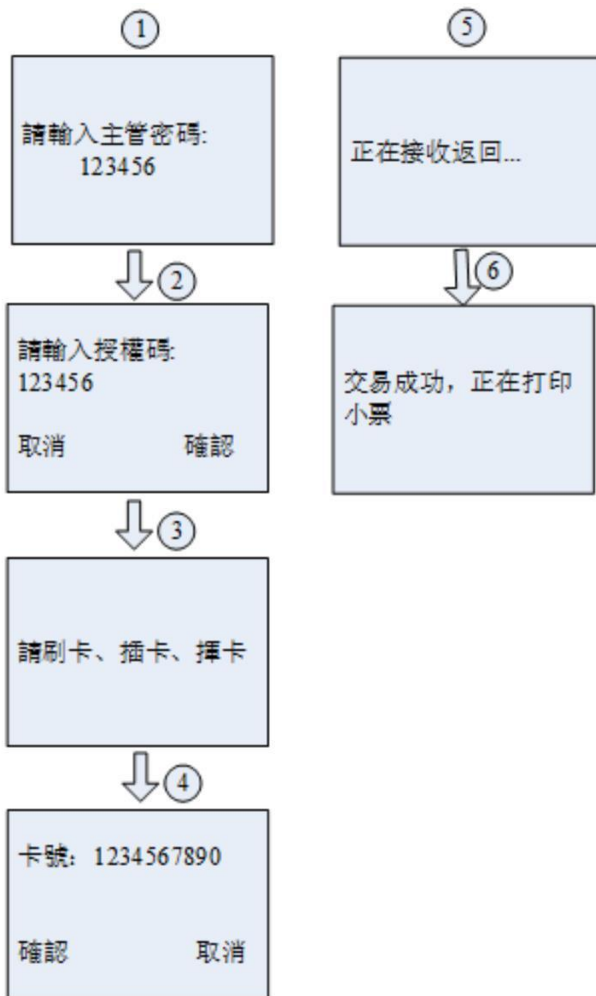 ①
請輸入主管密碼:
123456
②
請輸入授權碼:
123456
取消 確認
③
請刷卡、插卡、揮卡
④
卡號: 1234567890
確認 取消
⑤
正在接收返回...
⑥
交易成功，正在打印
小票